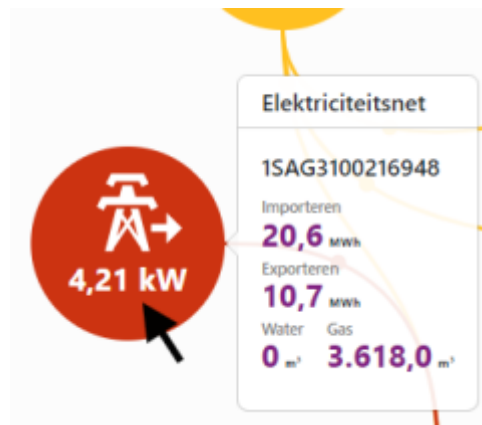 Elektriciteitsnet
1SAG3100216948
Importeren
20,6 MWh
Exporteren
10,7 MWh
Water Gas
0 m³ 3.618,0 m³
4,21 kW